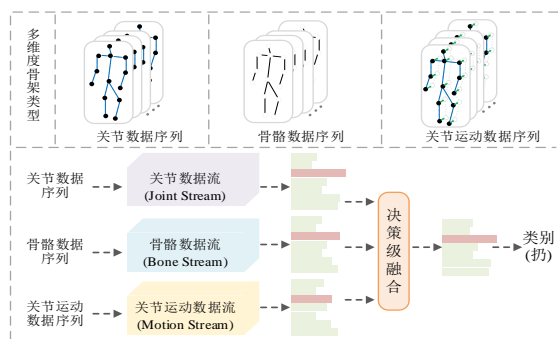 多维度骨架类型
关节数据序列
骨骼数据序列
关节运动数据序列
关节数据
序列
关节数据流
(Joint Stream)
骨骼数据序列
骨骼数据流
(Bone Stream)
关节运动
数据序列
关节运动数据流
(Motion Stream)
决策级融合
类别
(扔)